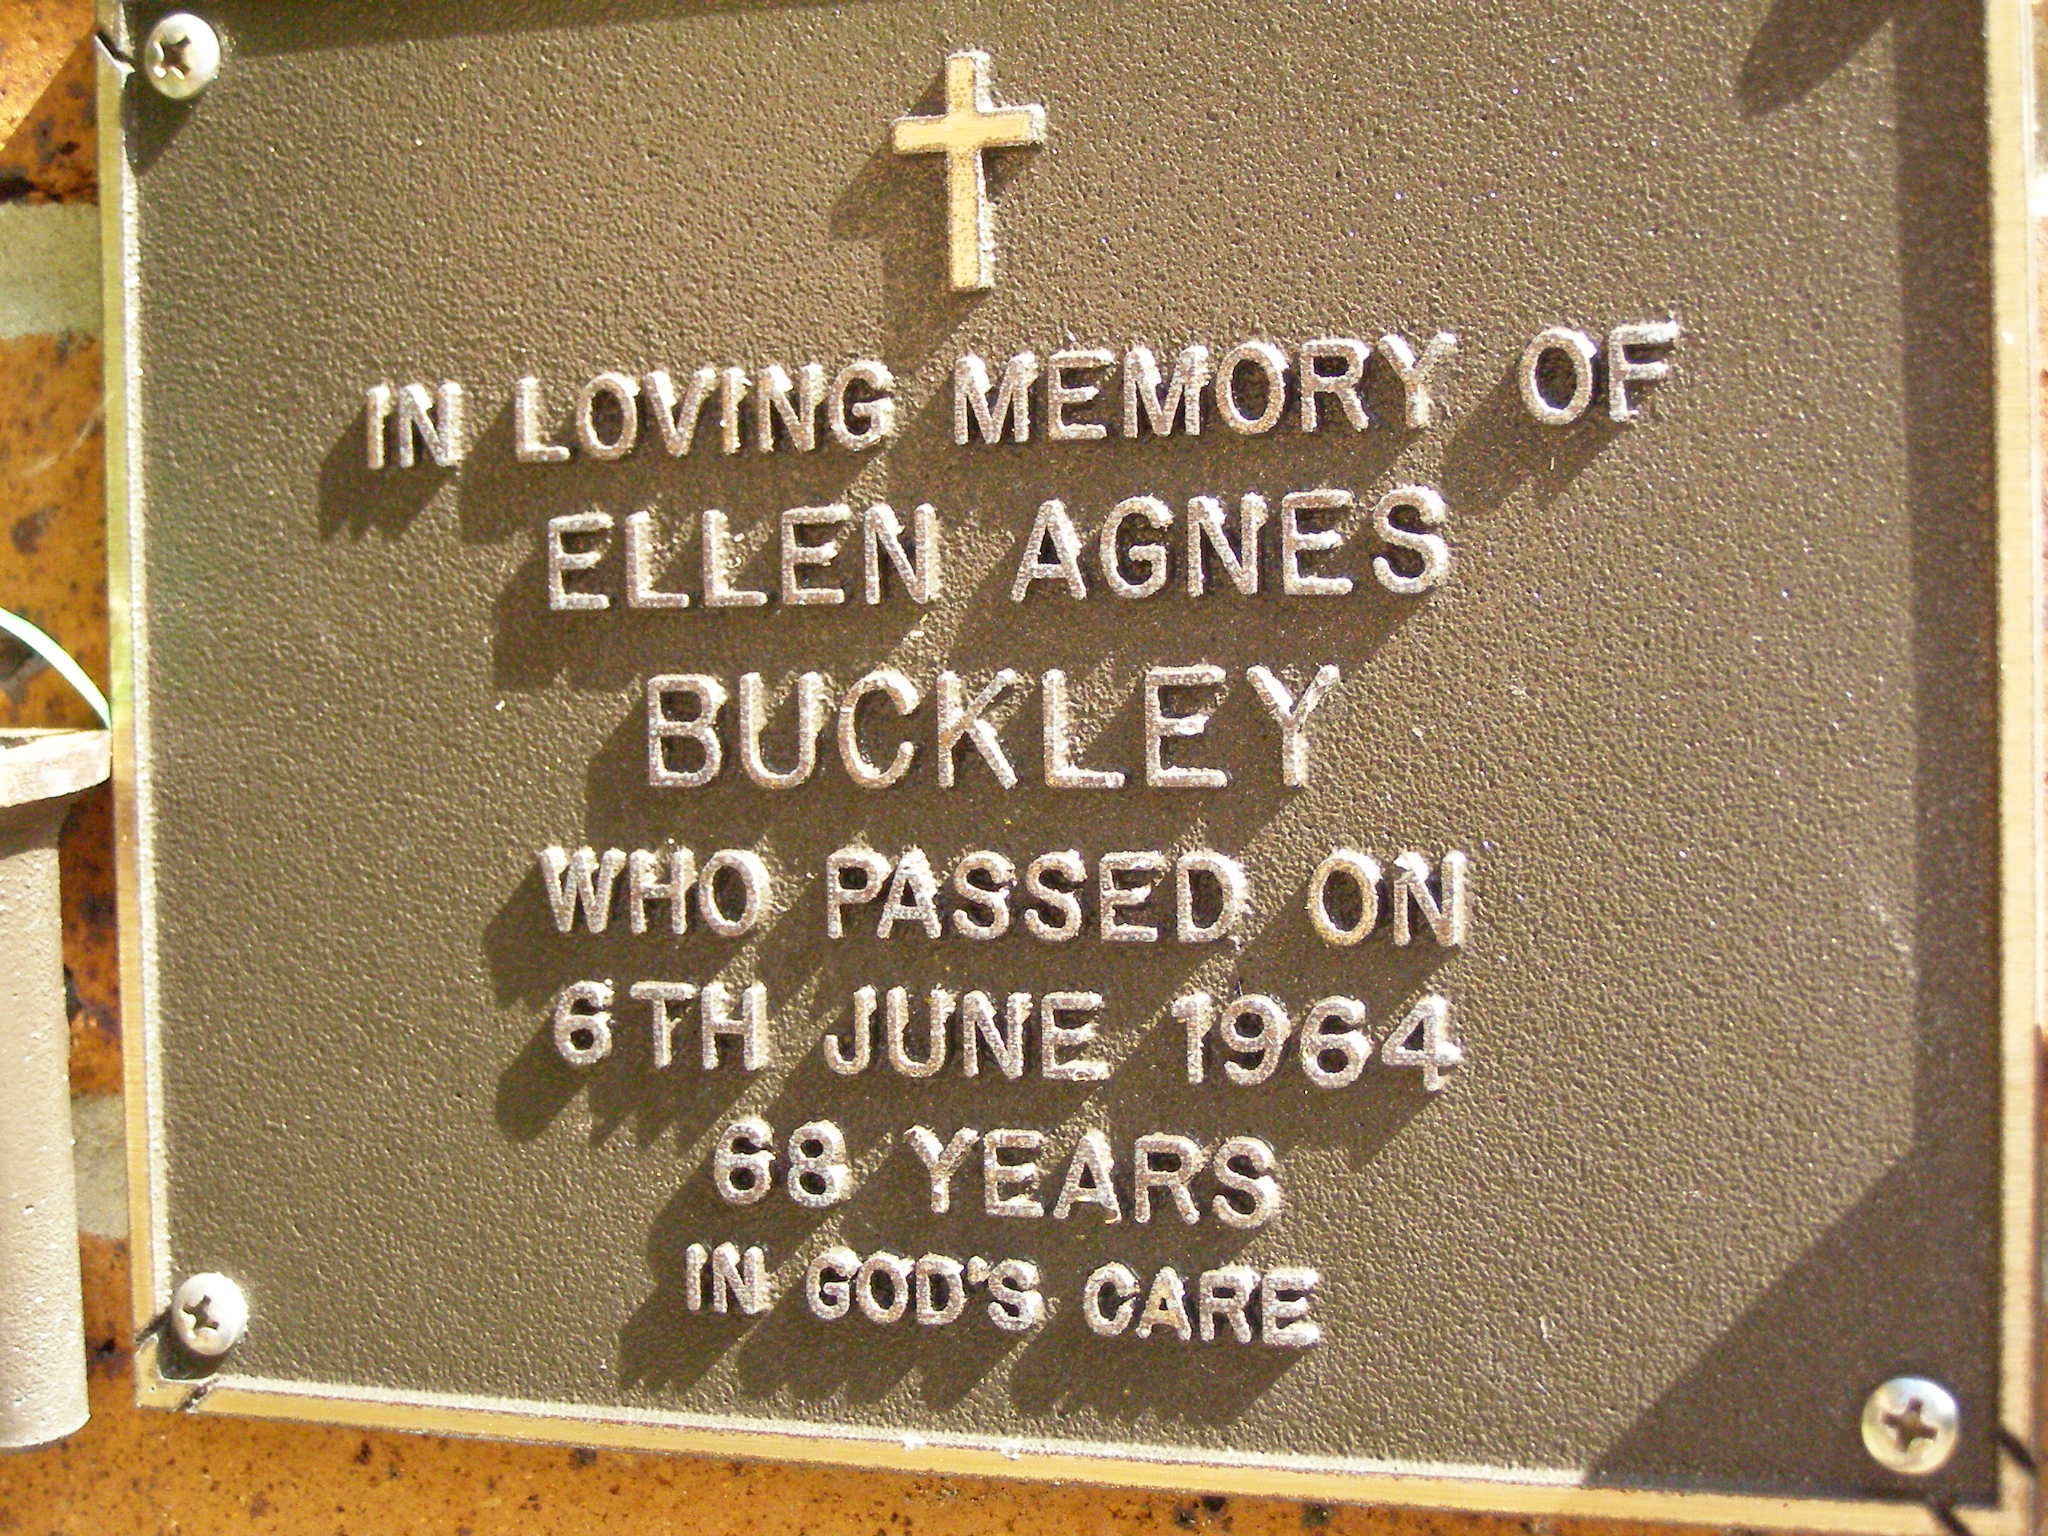 IN LOVING MEMORY OF
ELLEN AGNES
BUCKLEY
WHO PASSED ON
6TH JUNE 1964
68 YEARS
IN GOD'S CARE